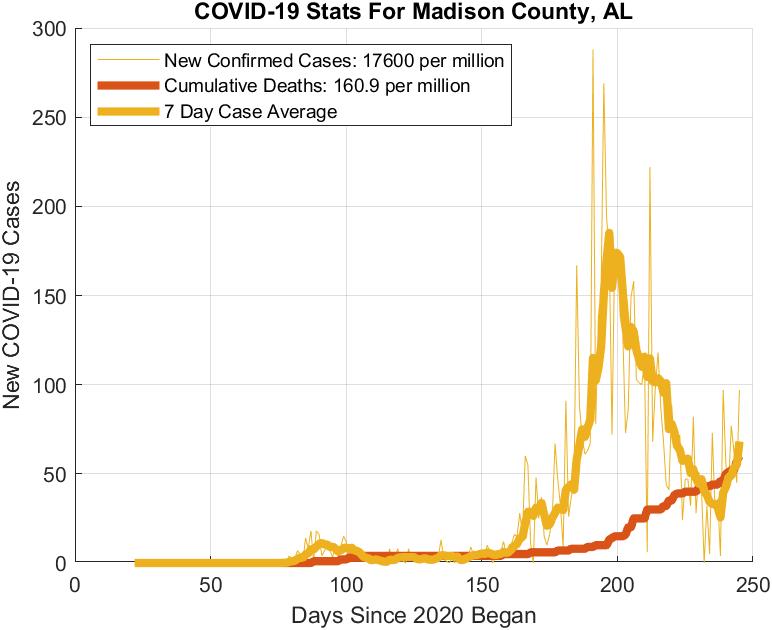 COVID-19 Stats For Madison County, AL
300
New Confirmed Cases: 17600 per million
Cumulative Deaths: 160.9 per million
7 Day Case Average
250
200
150
100
50
0
New COVID-19 Cases
0 50 100 150 200 250
Days Since 2020 Began